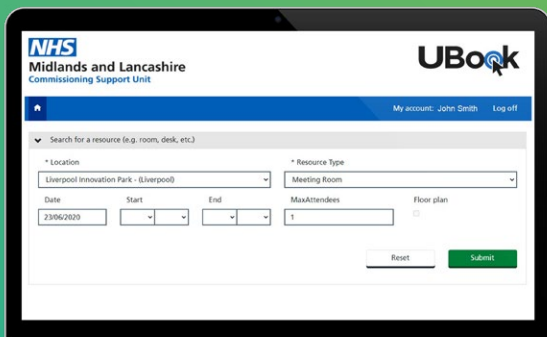 NHS
Midlands and Lancashire
Commissioning Support Unit
UBook
My account: John Smith Log off
Search for a resource (e.g. room, desk, etc.)
* Location * Resource Type
Liverpool Innovation Park - (Liverpool) Meeting Room
Date Start End MaxAttendees Floor plan
23/06/2020 1
Reset Submit